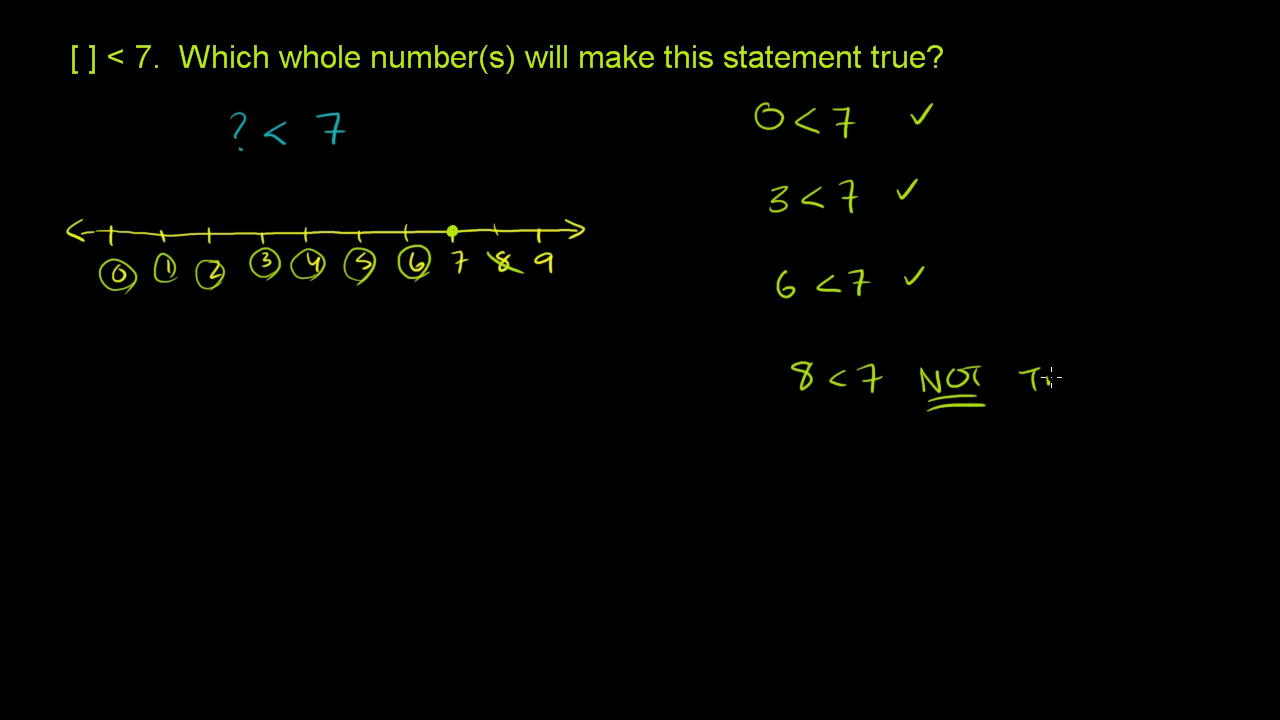 [ ] < 7.  Which whole number(s) will make this statement true?
? < 7
0 1 2 3 4 5 6 7 8 9
0 < 7 ✓
3 < 7 ✓
6 < 7 ✓
8 < 7 NOT T